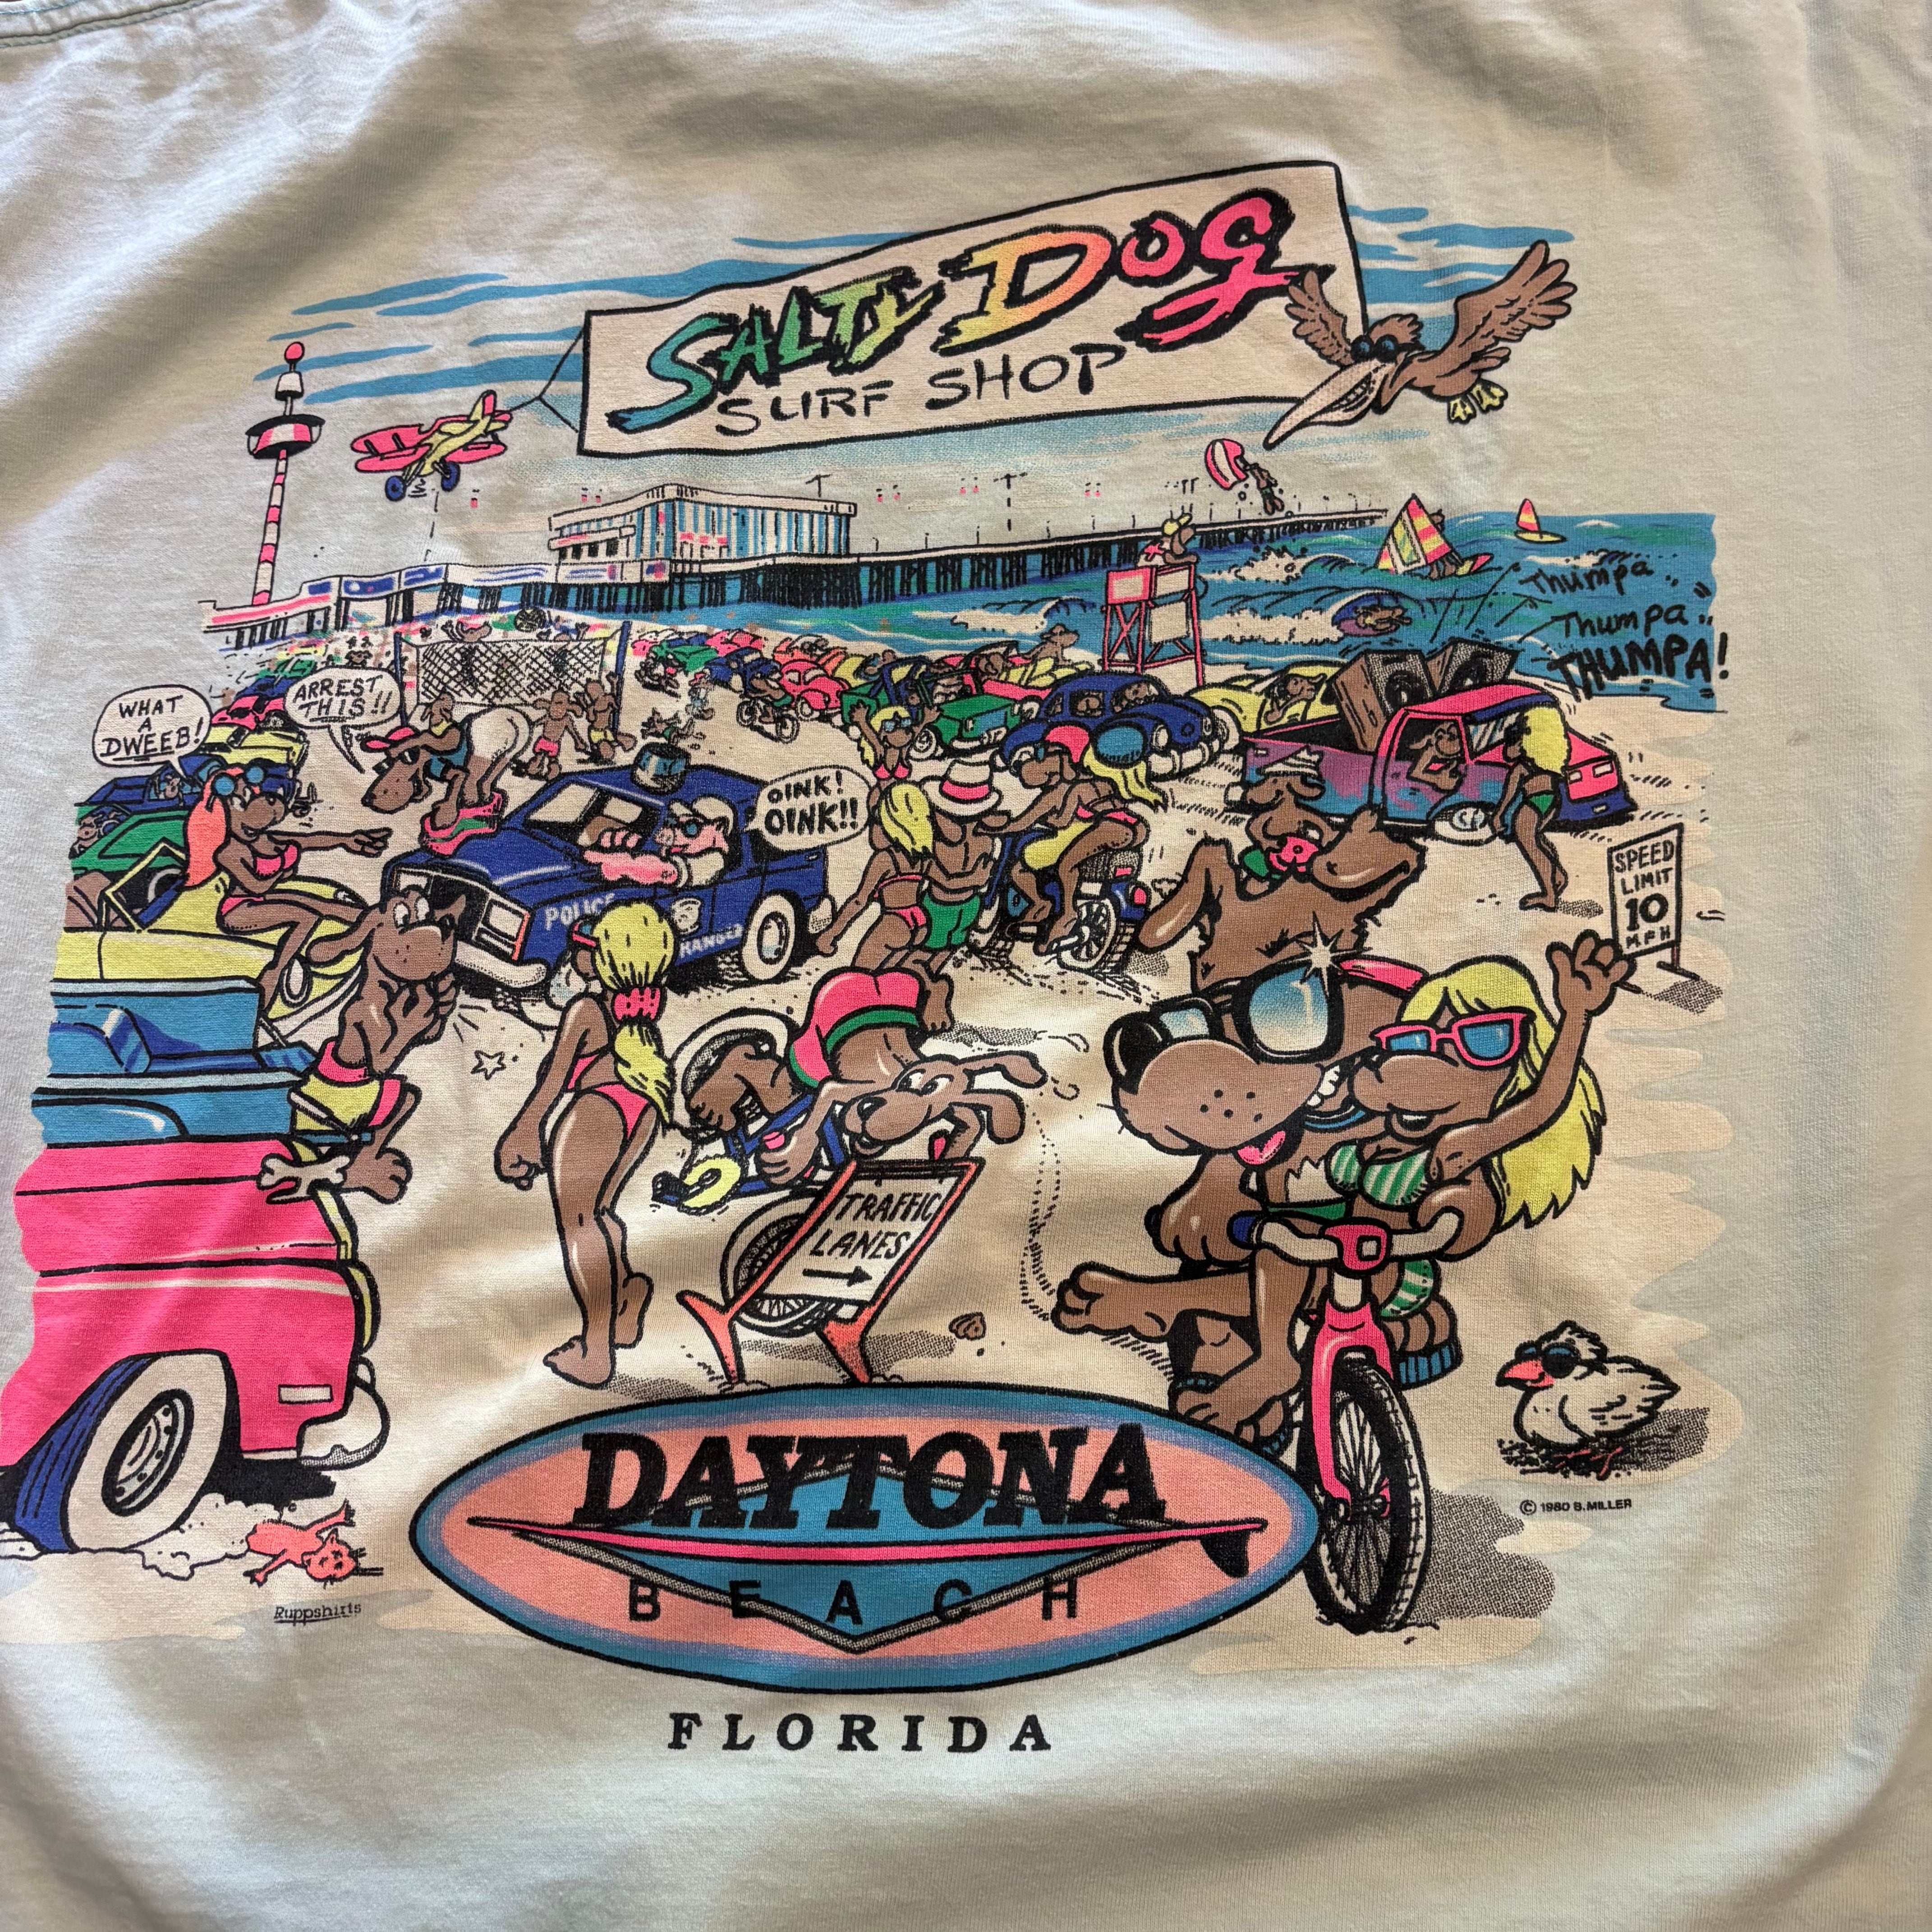 SALTY DOG
SURF SHOP
Thumpa..
Thumpa..
THUMPA!
WHAT
A
DWEEB!
ARREST
THIS!!
OINK!
OINK!!
POLICE
RANGER
SPEED
LIMIT
10
MPH
TRAFFIC
LANES
DAYTONA
BEACH
© 1980 B. MILLER
Ruppshirts
FLORIDA